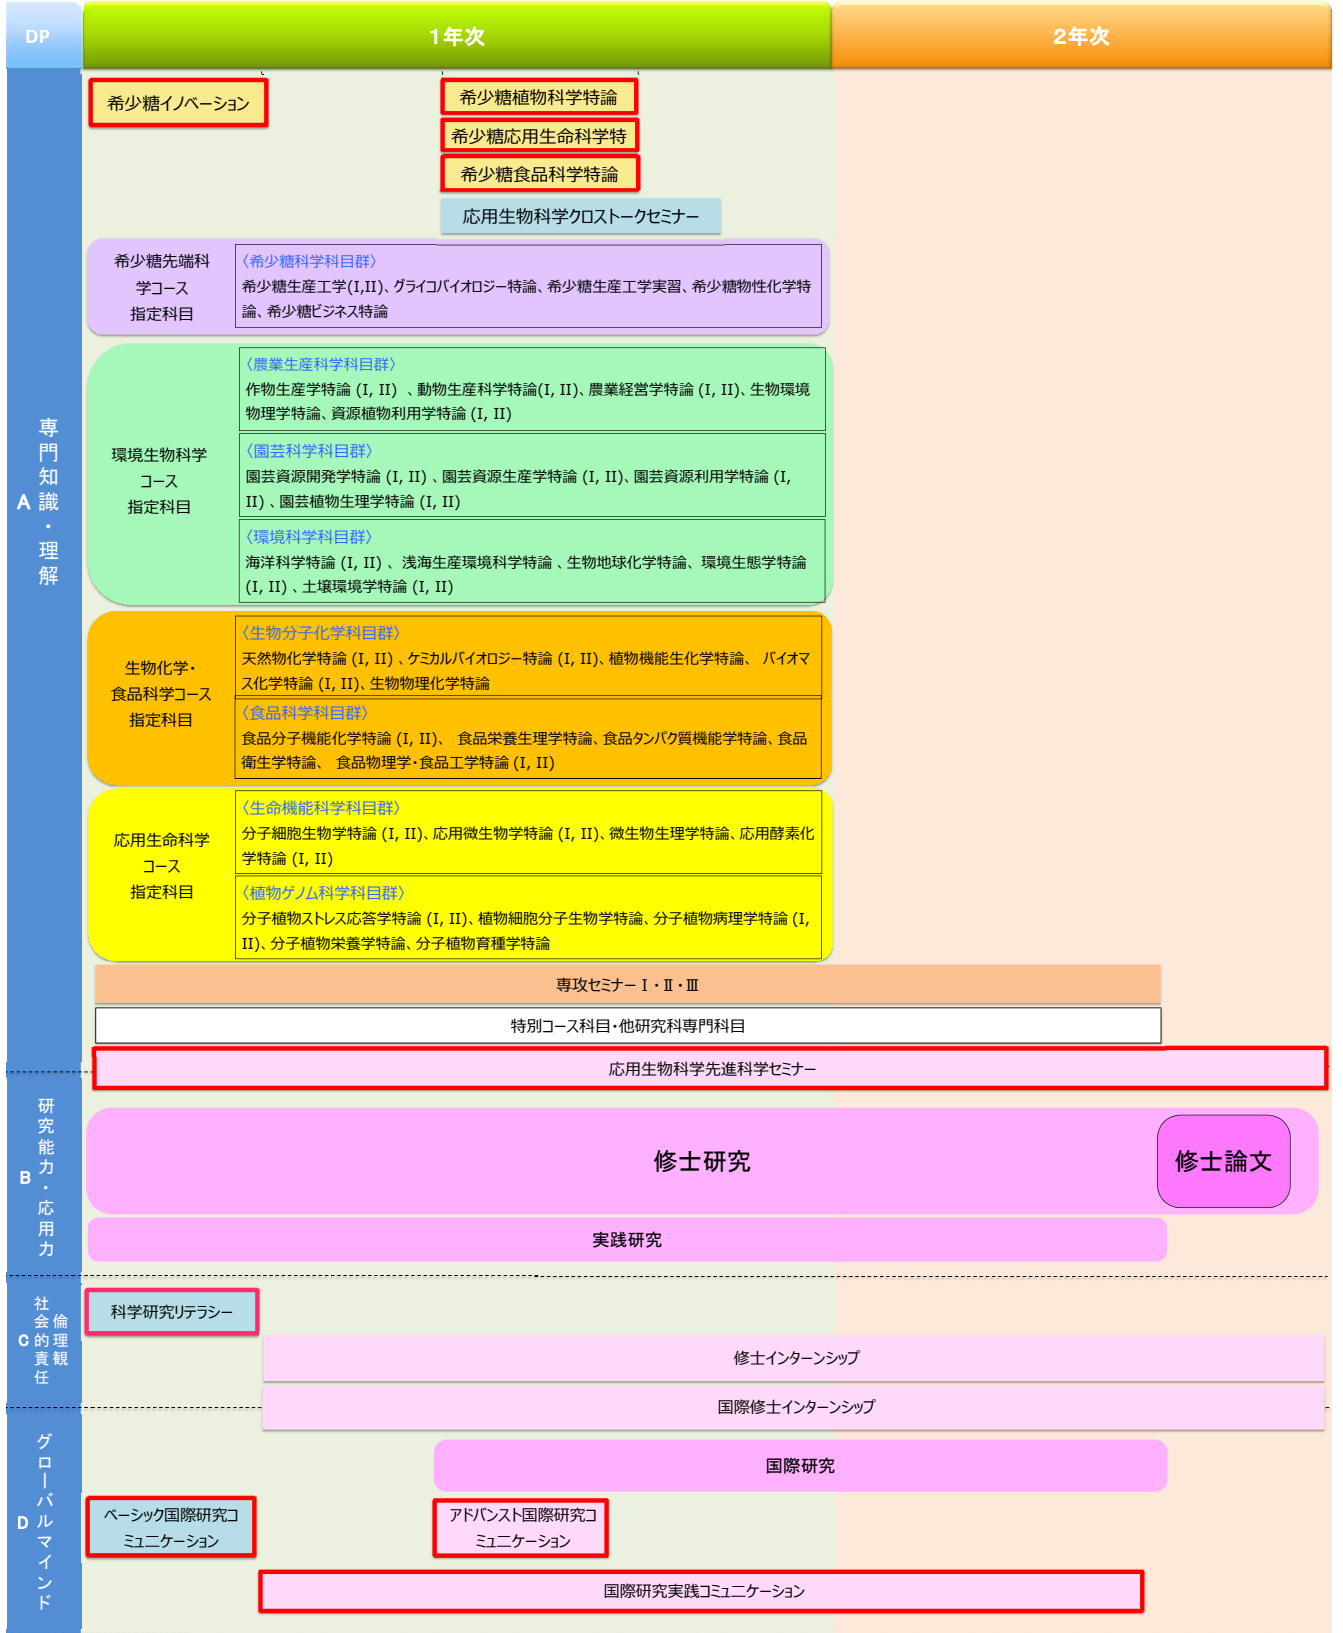 DP
1年次
2年次
専門知識・理解
A
希少糖イノベーション
希少糖植物科学特論
希少糖応用生命科学特
希少糖食品科学特論
応用生物科学クロストークセミナー
希少糖先端科
学コース
指定科目
〈希少糖科学科目群〉
希少糖生産工学(I,II)、グライコバイオロジー特論、希少糖生産工学実習、希少糖物性化学特
論、希少糖ビジネス特論
環境生物科学
コース
指定科目
〈農業生産科学科目群〉
作物生産学特論 (I, II) 、動物生産科学特論(I, II)、農業経営学特論 (I, II)、生物環境
物理学特論、資源植物利用学特論 (I, II)
〈園芸科学科目群〉
園芸資源開発学特論 (I, II) 、園芸資源生産学特論 (I, II)、園芸資源利用学特論 (I,
II) 、園芸植物生理学特論 (I, II)
〈環境科学科目群〉
海洋科学特論 (I, II) 、浅海生産環境科学特論 、生物地球化学特論、環境生態学特論
(I, II) 、土壌環境学特論 (I, II)
生物化学・
食品科学コース
指定科目
〈生物分子化学科目群〉
天然物化学特論 (I, II) 、ケミカルバイオロジー特論 (I, II)、植物機能生化学特論、 バイオマ
ス化学特論 (I, II)、生物物理化学特論
〈食品科学科目群〉
食品分子機能化学特論 (I, II)、 食品栄養生理学特論、食品タンパク質機能学特論、食品
衛生学特論、 食品物理学・食品工学特論 (I, II)
応用生命科学
コース
指定科目
〈生命機能科学科目群〉
分子細胞生物学特論 (I, II)、応用微生物学特論 (I, II)、微生物生理学特論、応用酵素化
学特論 (I, II)
〈植物ゲノム科学科目群〉
分子植物ストレス応答学特論 (I, II)、植物細胞分子生物学特論、分子植物病理学特論 (I,
II)、分子植物栄養学特論、分子植物育種学特論
専攻セミナーⅠ・Ⅱ・Ⅲ
特別コース科目・他研究科専門科目
応用生物科学先進科学セミナー
研究能力・応用力
B
修士研究
修士論文
実践研究
倫理観
社会的責任
C
科学研究リテラシー
修士インターンシップ
国際修士インターンシップ
グローバルマインド
D
国際研究
ベーシック国際研究コ
ミュニケーション
アドバンスト国際研究コ
ミュニケーション
国際研究実践コミュニケーション